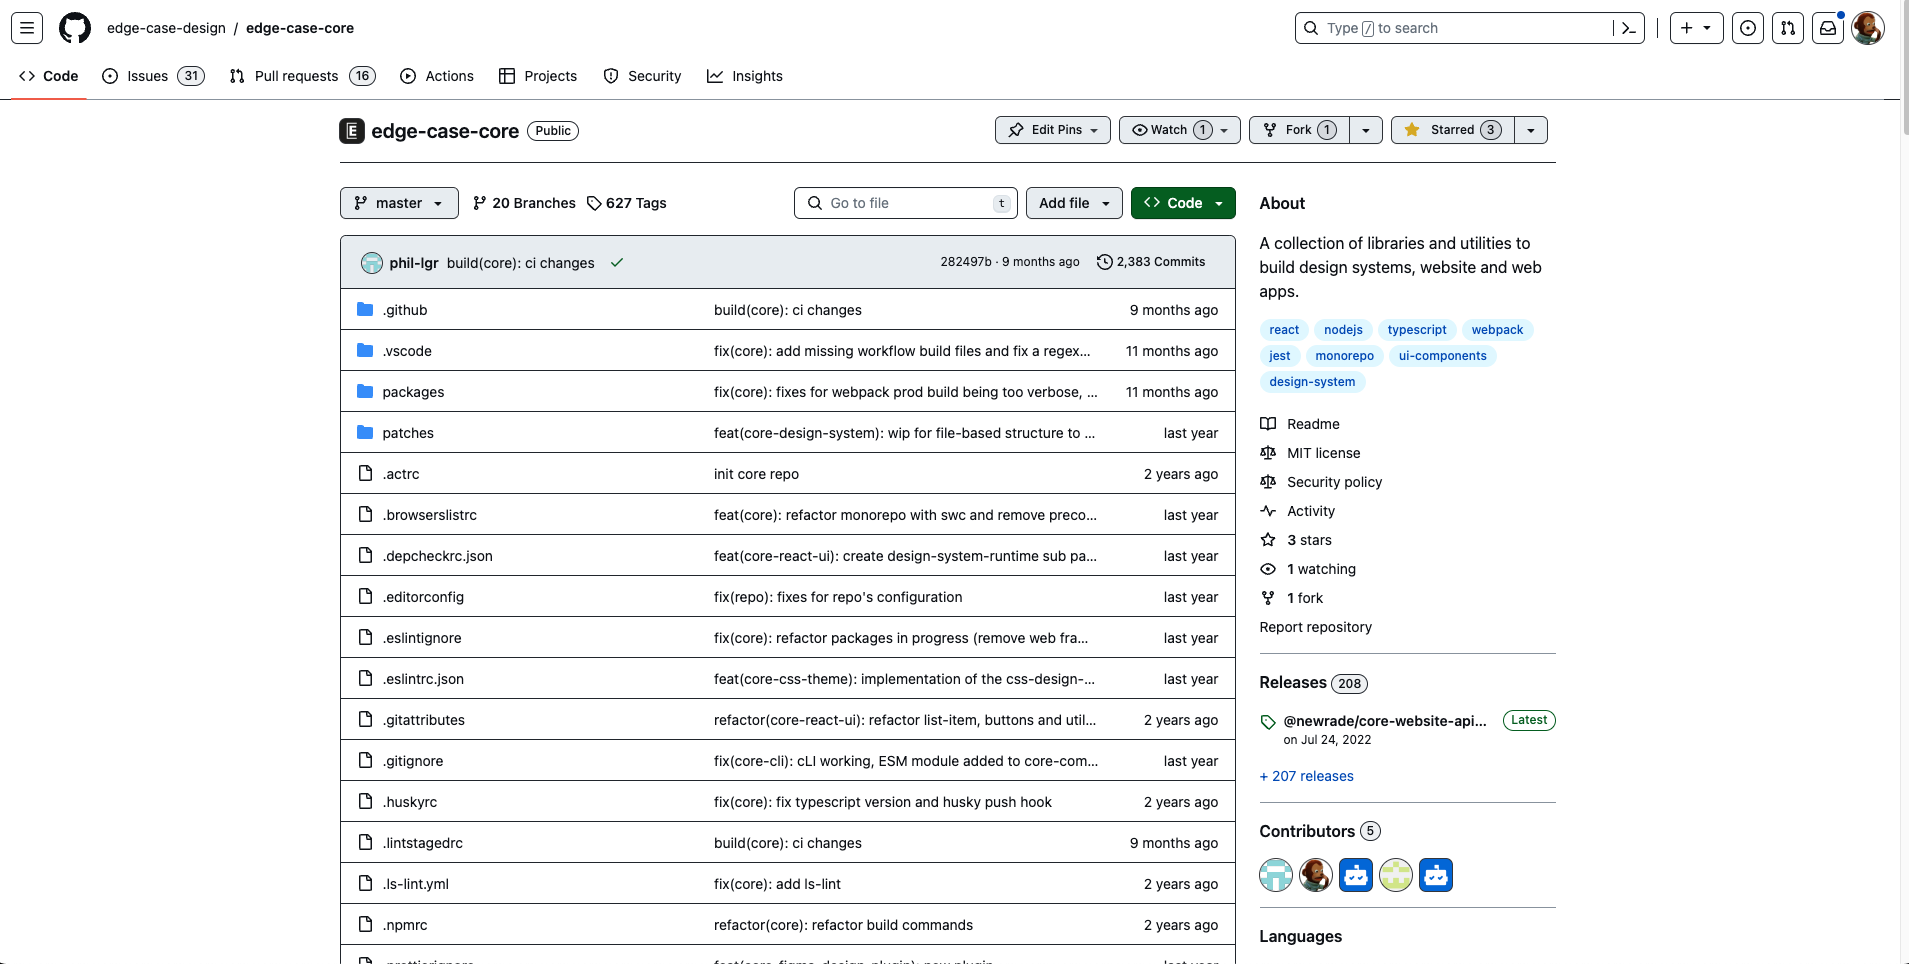 edge-case-design / edge-case-core
Type / to search
Code
Issues 31
Pull requests 16
Actions
Projects
Security
Insights
E edge-case-core Public
Edit Pins
Watch 1
Fork 1
Starred 3
master
20 Branches
627 Tags
Go to file t
Add file
Code
phil-lgr build(core): ci changes 282497b · 9 months ago 2,383 Commits
.github build(core): ci changes 9 months ago
.vscode fix(core): add missing workflow build files and fix a regex... 11 months ago
packages fix(core): fixes for webpack prod build being too verbose, ... 11 months ago
patches feat(core-design-system): wip for file-based structure to ... last year
.actrc init core repo 2 years ago
.browserslistrc feat(core): refactor monorepo with swc and remove preco... last year
.depcheckrc.json feat(core-react-ui): create design-system-runtime sub pa... last year
.editorconfig fix(repo): fixes for repo's configuration last year
.eslintignore fix(core): refactor packages in progress (remove web fra... last year
.eslintrc.json feat(core-css-theme): implementation of the css-design-... last year
.gitattributes refactor(core-react-ui): refactor list-item, buttons and util... 2 years ago
.gitignore fix(core-cli): cLI working, ESM module added to core-com... last year
.huskyrc fix(core): fix typescript version and husky push hook 2 years ago
.lintstagedrc build(core): ci changes 9 months ago
.ls-lint.yml fix(core): add ls-lint 2 years ago
.npmrc refactor(core): refactor build commands 2 years ago
About
A collection of libraries and utilities to
build design systems, website and web
apps.
react nodejs typescript webpack
jest monorepo ui-components
design-system
Readme
MIT license
Security policy
Activity
3 stars
1 watching
1 fork
Report repository
Releases 208
@newrade/core-website-api... Latest
on Jul 24, 2022
+ 207 releases
Contributors 5
Languages